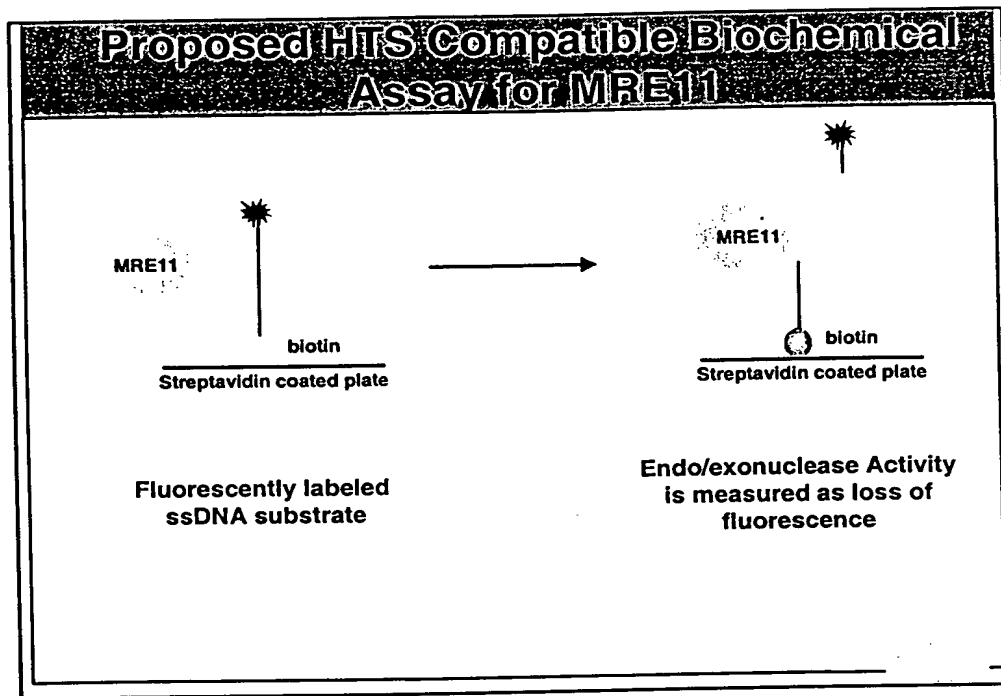 Proposed HTS Compatible Biochemical
Assay for MRE11
MRE11
biotin
Streptavidin coated plate
Fluorescently labeled
ssDNA substrate
MRE11
biotin
Streptavidin coated plate
Endo/exonuclease Activity
is measured as loss of
fluorescence